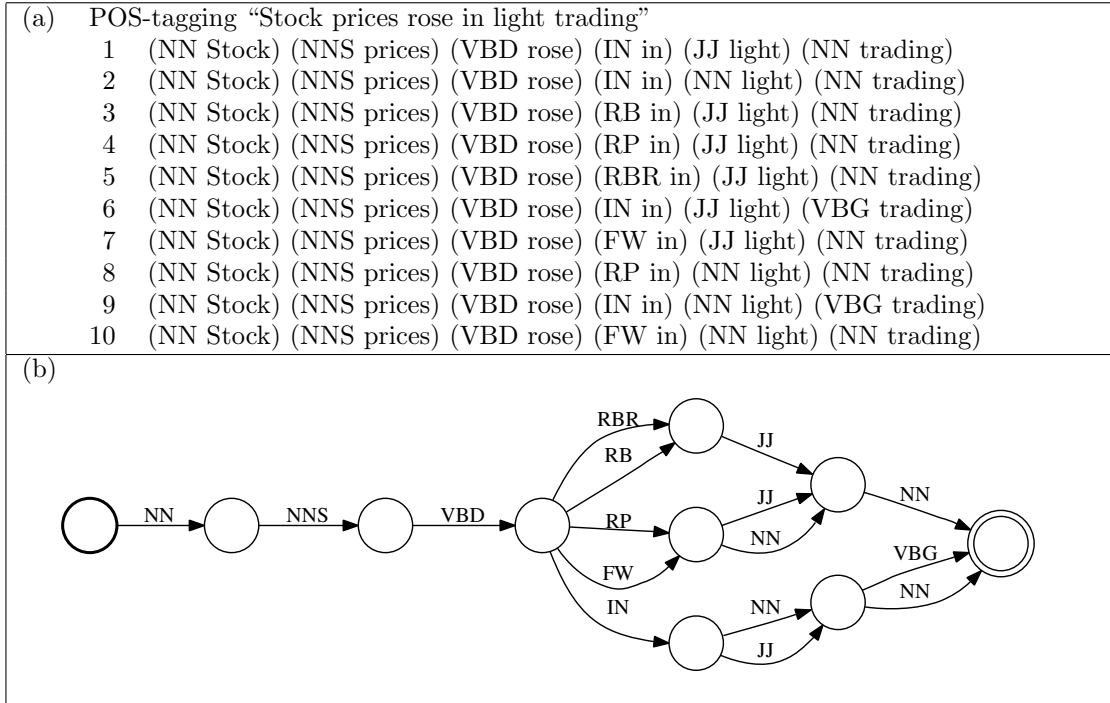 (a) POS-tagging “Stock prices rose in light trading”
1 (NN Stock) (NNS prices) (VBD rose) (IN in) (JJ light) (NN trading)
2 (NN Stock) (NNS prices) (VBD rose) (IN in) (NN light) (NN trading)
3 (NN Stock) (NNS prices) (VBD rose) (RB in) (JJ light) (NN trading)
4 (NN Stock) (NNS prices) (VBD rose) (RP in) (JJ light) (NN trading)
5 (NN Stock) (NNS prices) (VBD rose) (RBR in) (JJ light) (NN trading)
6 (NN Stock) (NNS prices) (VBD rose) (IN in) (JJ light) (VBG trading)
7 (NN Stock) (NNS prices) (VBD rose) (FW in) (JJ light) (NN trading)
8 (NN Stock) (NNS prices) (VBD rose) (RP in) (NN light) (NN trading)
9 (NN Stock) (NNS prices) (VBD rose) (IN in) (NN light) (VBG trading)
10 (NN Stock) (NNS prices) (VBD rose) (FW in) (NN light) (NN trading)
(b)
NN
NNS
VBD
RBR
RB
RP
FW
IN
JJ
JJ
NN
NN
JJ
NN
VBG
NN